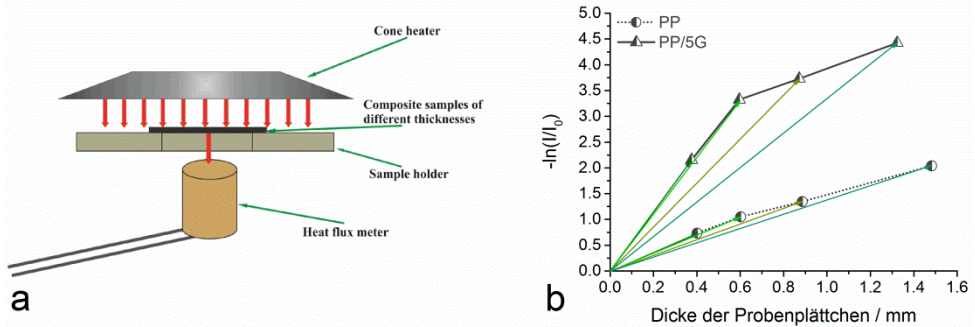 Cone heater
Composite samples of
different thicknesses
Sample holder
Heat flux meter
a
PP
PP/5G
-ln(I/I0)
5.0
4.5
4.0
3.5
3.0
2.5
2.0
1.5
1.0
0.5
0.0
0.0 0.2 0.4 0.6 0.8 1.0 1.2 1.4 1.6
Dicke der Probenplättchen / mm
b